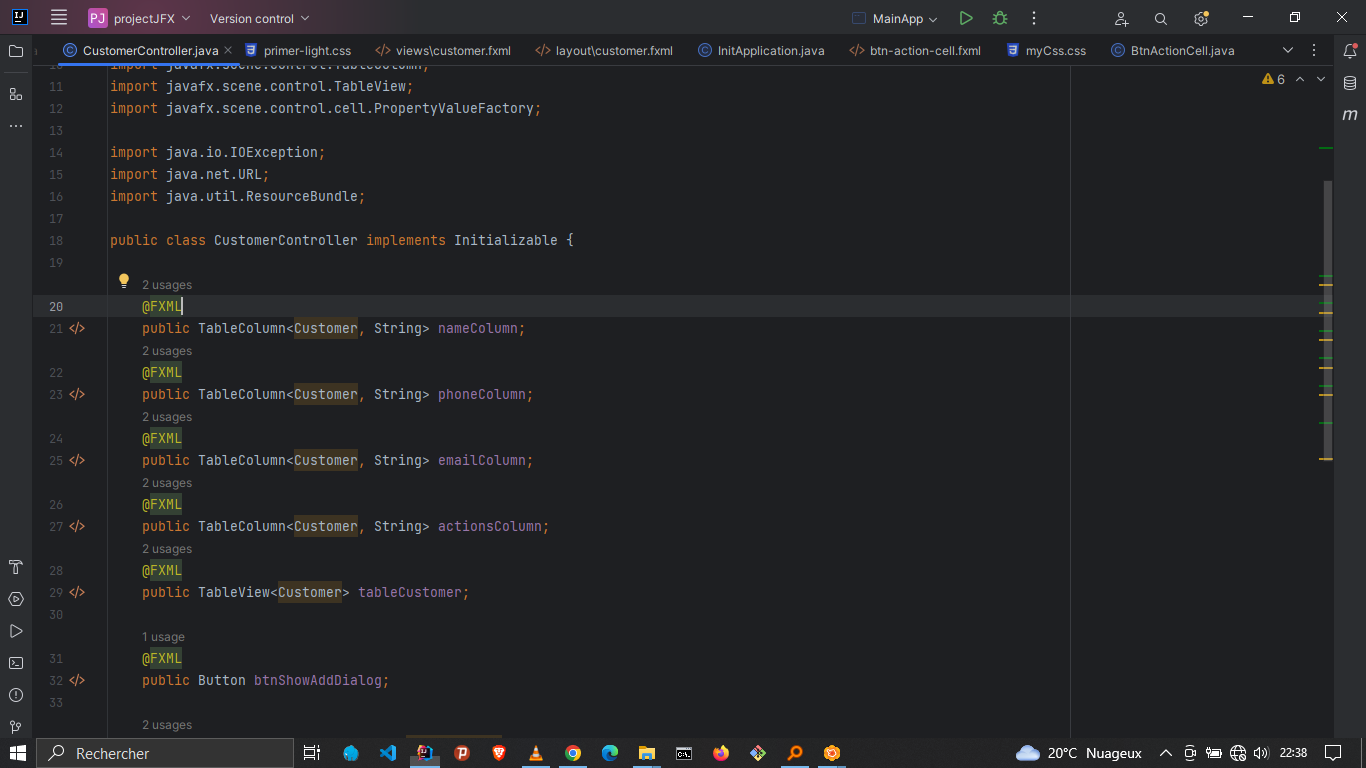 PJ projectJFX Version control MainApp
CustomerController.java primer-light.css views\customer.fxml layout\customer.fxml InitApplication.java btn-action-cell.fxml myCss.css BtnActionCell.java
10 import javafx.scene.control.TableColumn;
11 import javafx.scene.control.TableView;
6
12 import javafx.scene.control.cell.PropertyValueFactory;
13
14 import java.io.IOException;
15 import java.net.URL;
16 import java.util.ResourceBundle;
17
18 public class CustomerController implements Initializable {
19
2 usages
20 @FXML
21 </> public TableColumn<Customer, String> nameColumn;
2 usages
22 @FXML
23 </> public TableColumn<Customer, String> phoneColumn;
2 usages
24 @FXML
25 </> public TableColumn<Customer, String> emailColumn;
2 usages
26 @FXML
27 </> public TableColumn<Customer, String> actionsColumn;
2 usages
28 @FXML
29 </> public TableView<Customer> tableCustomer;
30
1 usage
31 @FXML
32 </> public Button btnShowAddDialog;
33
2 usages
Rechercher 20°C Nuageux 22:38